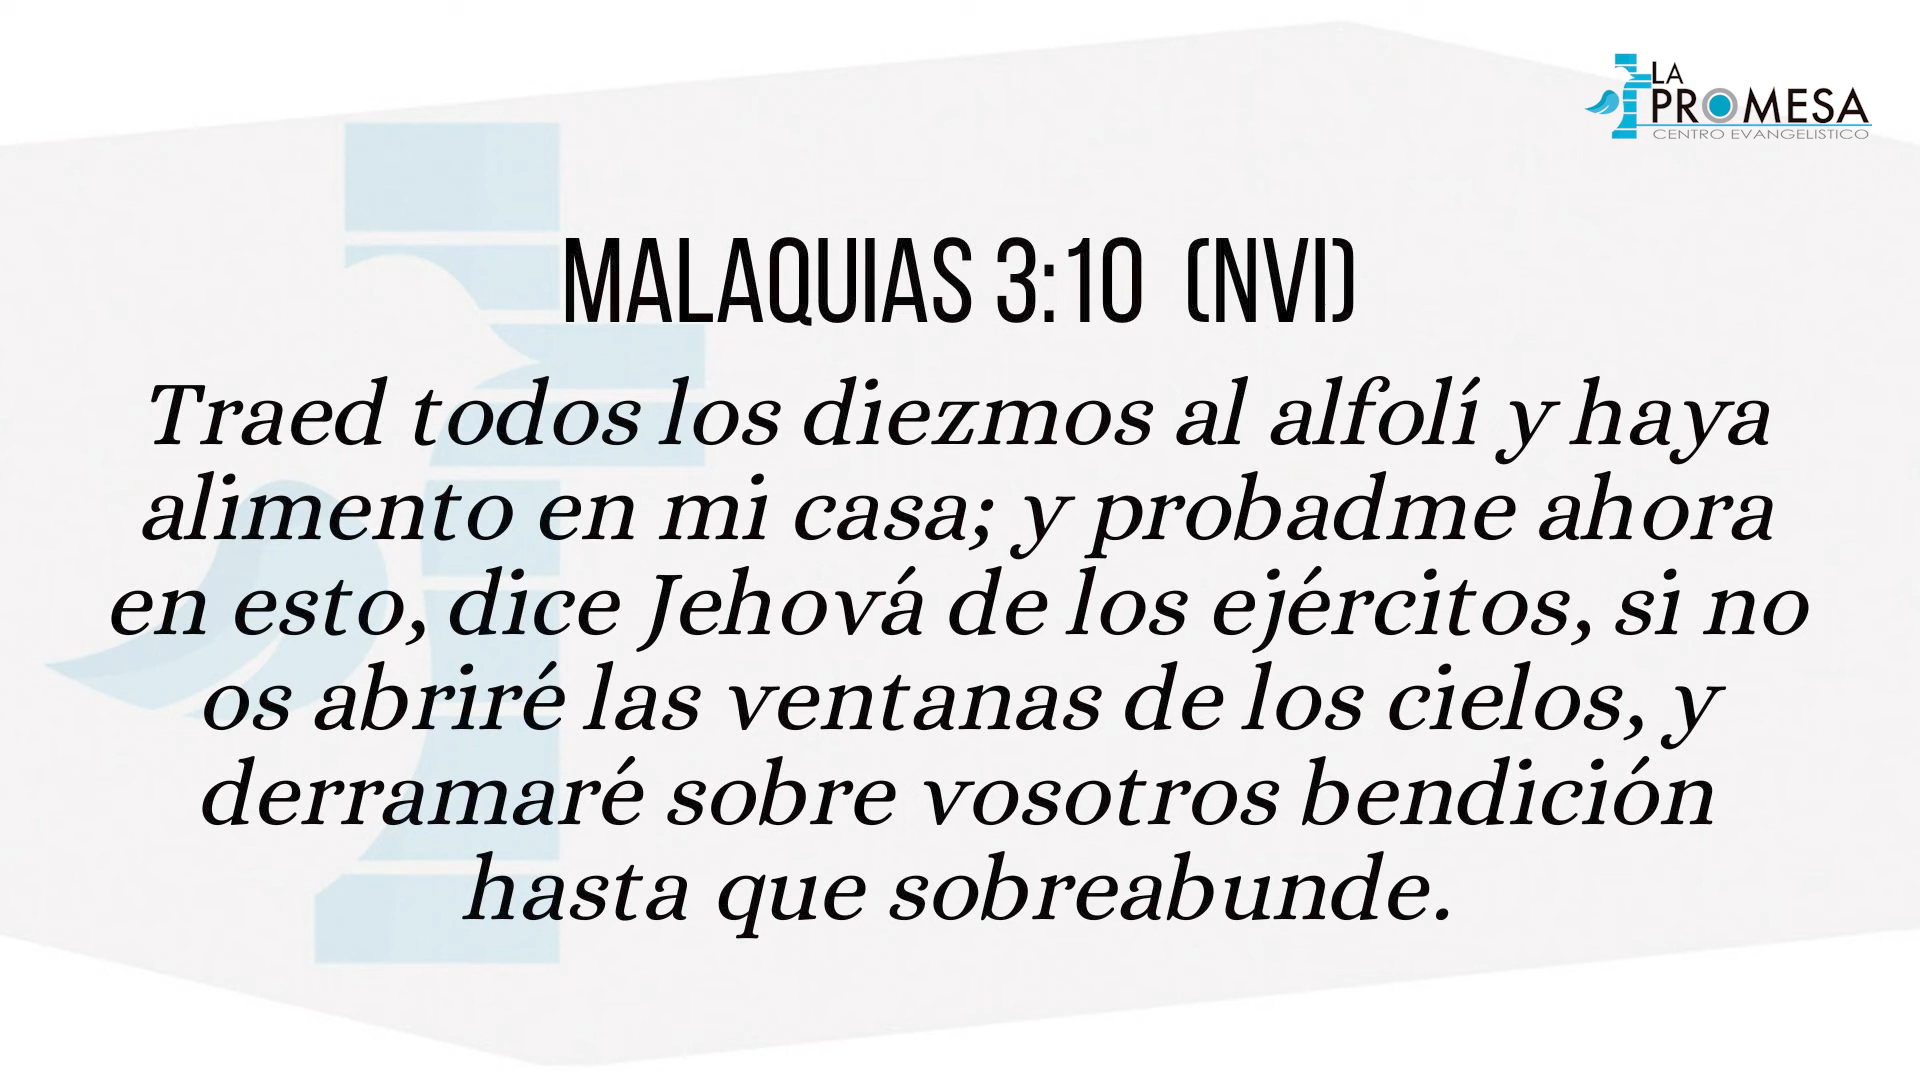 LA
PROMESA
CENTRO EVANGELISTICO
MALAQUIAS 3:10 (NVI)
Traed todos los diezmos al alfolí y haya
alimento en mi casa; y probadme ahora
en esto, dice Jehová de los ejércitos, si no
os abriré las ventanas de los cielos, y
derramaré sobre vosotros bendición
hasta que sobreabunde.